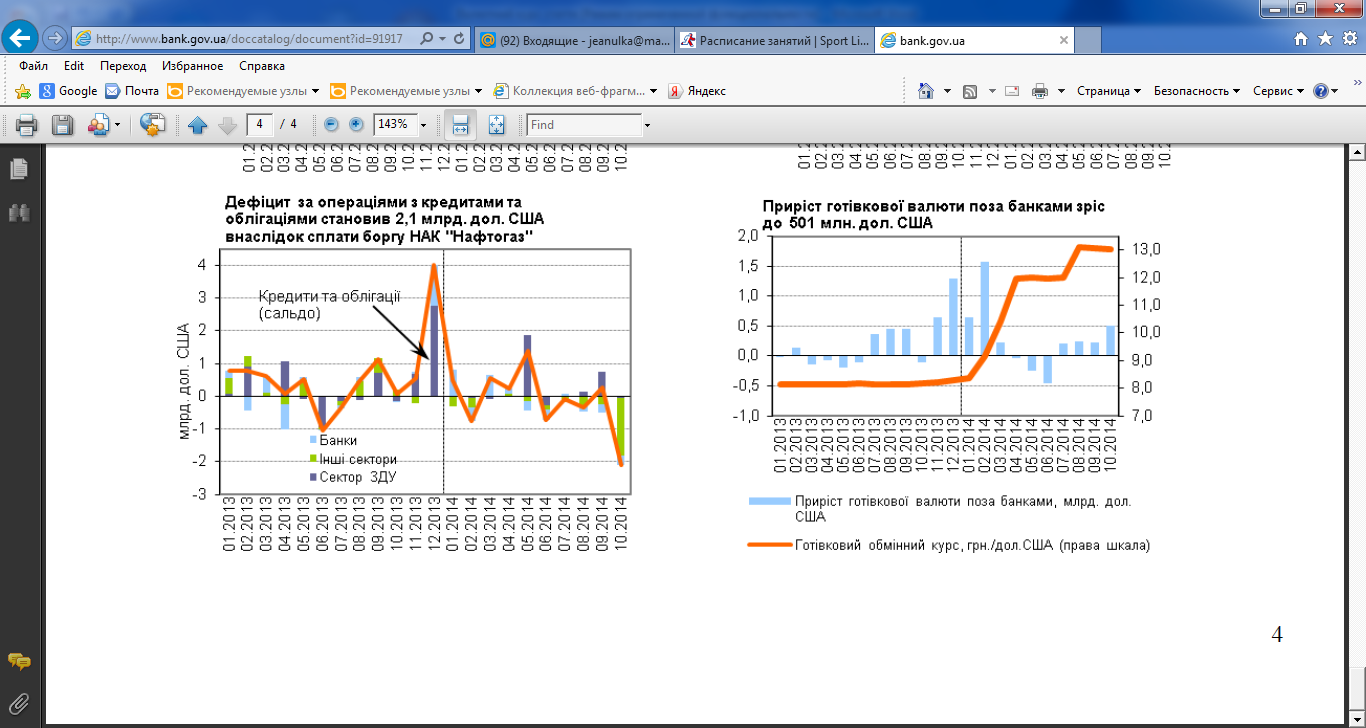 http://www.bank.gov.ua/doccatalog/document?id=91917
(92) Входящие - jeanulka@ma...
Расписание занятий | Sport Li...
bank.gov.ua
Файл Edit Переход Избранное Справка
Google Почта Рекомендуемые узлы Рекомендуемые узлы Коллекция веб-фрагм... Яндекс
Страница Безопасность Сервис
4 / 4 143% Find
Дефіцит за операціями з кредитами та
облігаціями становив 2,1 млрд. дол. США
внаслідок сплати боргу НАК "Нафтогаз"
млрд. дол. США
4
3
2
1
0
-1
-2
-3
Кредити та облігації
(сальдо)
Банки
Інші сектори
Сектор ЗДУ
01.2013 02.2013 03.2013 04.2013 05.2013 06.2013 07.2013 08.2013 09.2013 10.2013 11.2013 12.2013 01.2014 02.2014 03.2014 04.2014 05.2014 06.2014 07.2014 08.2014 09.2014 10.2014
Приріст готівкової валюти поза банками зріс
до 501 млн. дол. США
2,0
1,5
1,0
0,5
0,0
-0,5
-1,0
13,0
12,0
11,0
10,0
9,0
8,0
7,0
01.2013 02.2013 03.2013 04.2013 05.2013 06.2013 07.2013 08.2013 09.2013 10.2013 11.2013 12.2013 01.2014 02.2014 03.2014 04.2014 05.2014 06.2014 07.2014 08.2014 09.2014 10.2014
Приріст готівкової валюти поза банками, млрд. дол.
США
Готівковий обмінний курс, грн./дол.США (права шкала)
4